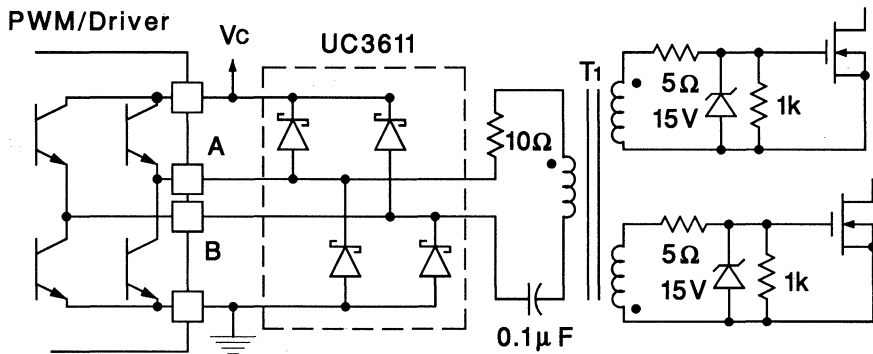 PWM/Driver
Vc
UC3611
A
B
10Ω
0.1μF
T1
5Ω
15V
1k
5Ω
15V
1k